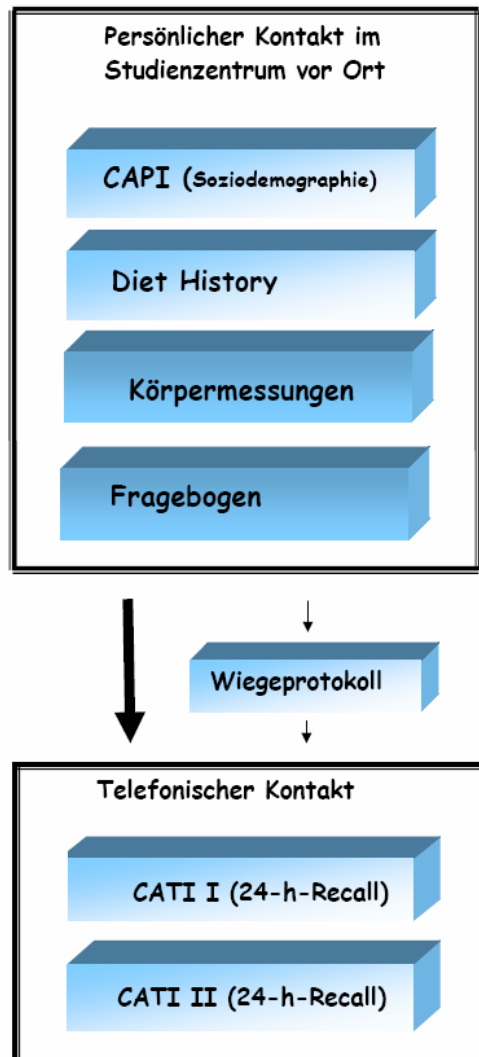 Persönlicher Kontakt im
Studienzentrum vor Ort
CAPI (Soziodemographie)
Diet History
Körpermessungen
Fragebogen
Wiegeprotokoll
Telefonischer Kontakt
CATI I (24-h-Recall)
CATI II (24-h-Recall)